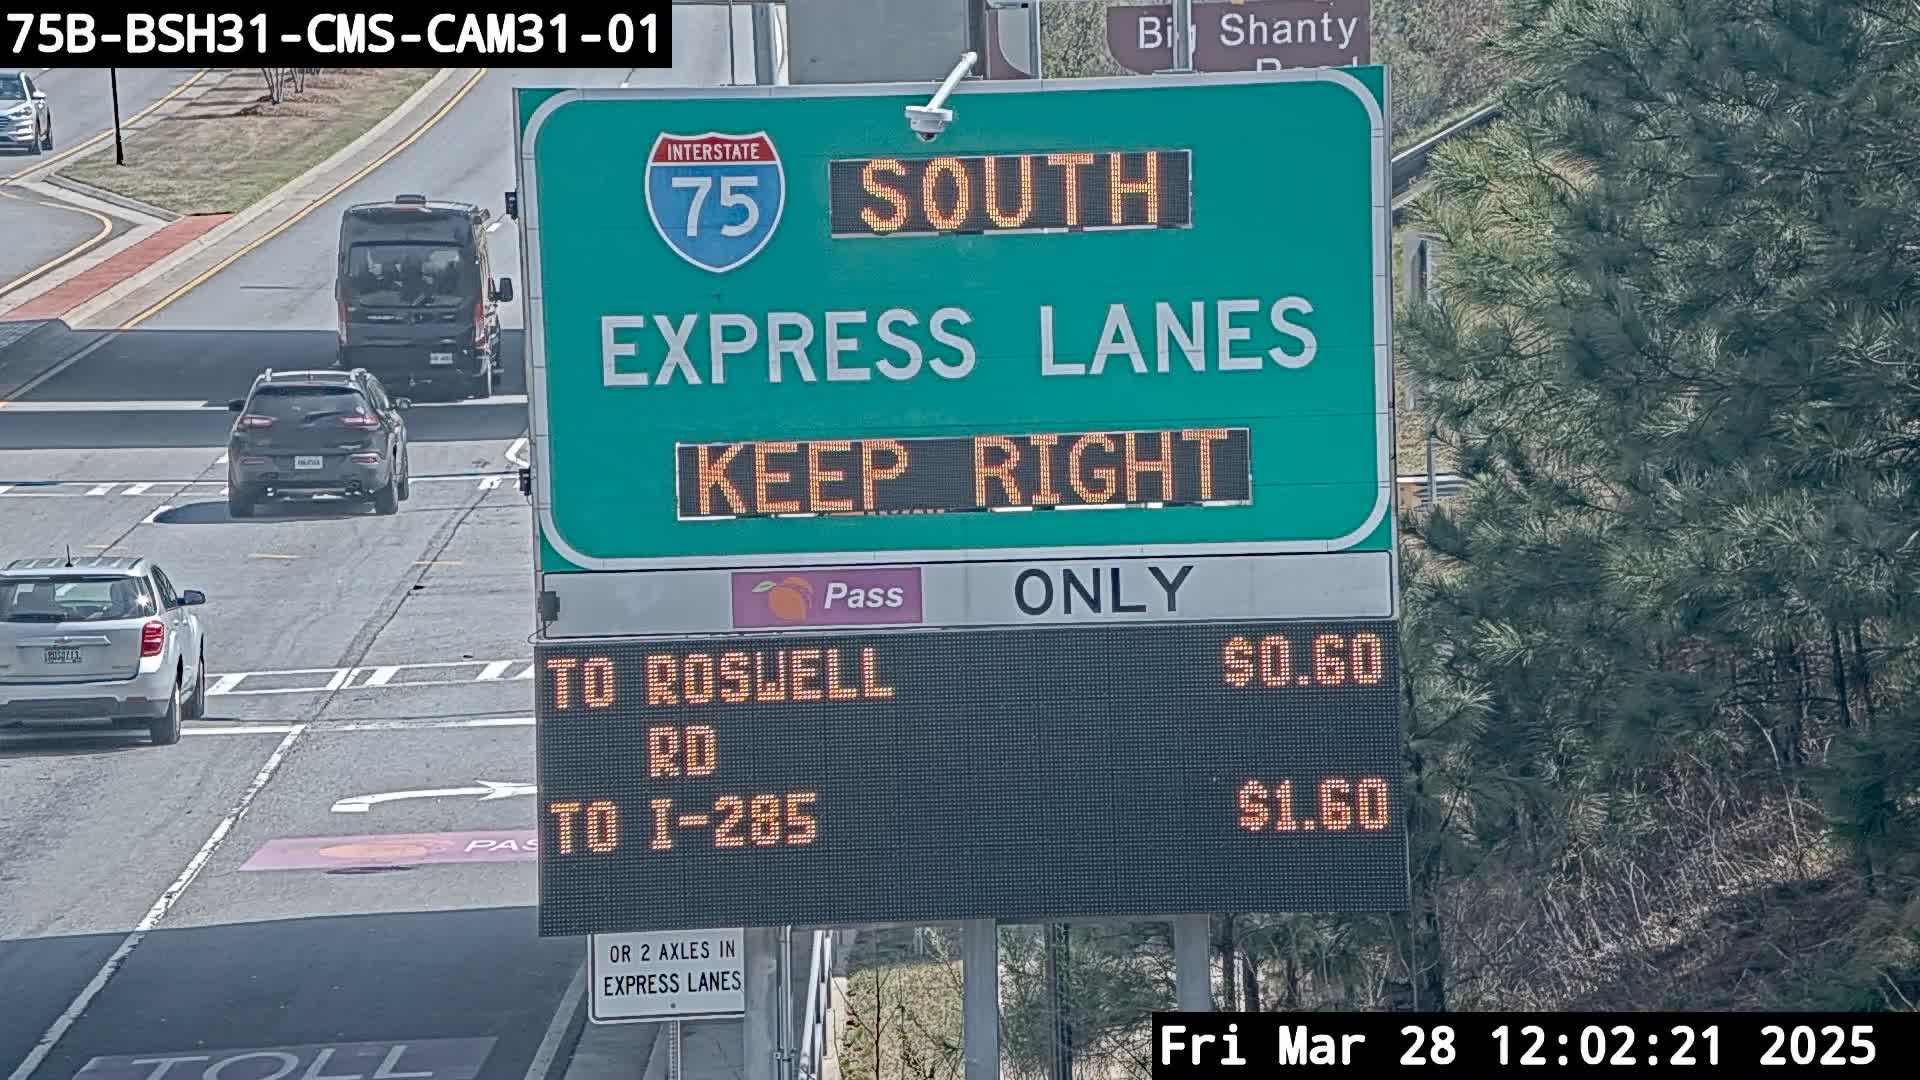 75B-BSH31-CMS-CAM31-01
Big Shanty
Road
INTERSTATE
75
SOUTH
EXPRESS LANES
KEEP RIGHT
Pass ONLY
TO ROSWELL $0.60
RD
TO I-285 $1.60
PAS
OR 2 AXLES IN
EXPRESS LANES
TOLL
Fri Mar 28 12:02:21 2025